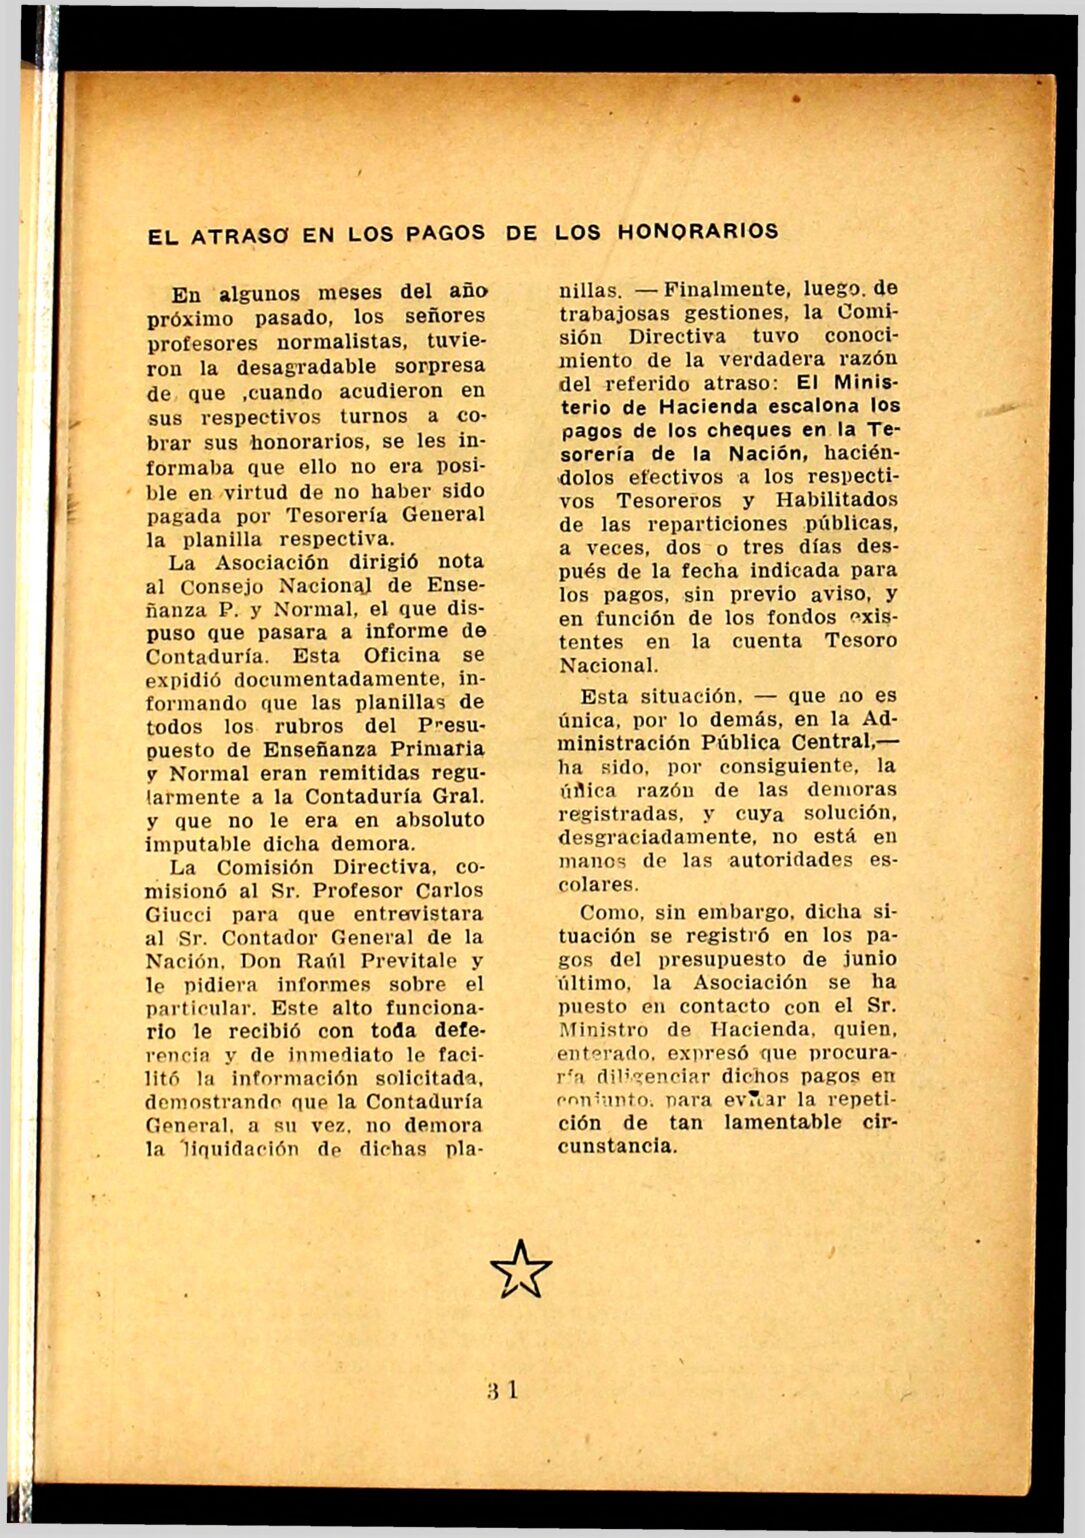 EL ATRASO EN LOS PAGOS DE LOS HONORARIOS
En algunos meses del año
próximo pasado, los señores
profesores normalistas, tuvie-
ron la desagradable sorpresa
de que ,cuando acudieron en
sus respectivos turnos a co-
brar sus honorarios, se les in-
formaba que ello no era posi-
ble en virtud de no haber sido
pagada por Tesorería General
la planilla respectiva.
La Asociación dirigió nota
al Consejo Nacional de Ense-
ñanza P. y Normal, el que dis-
puso que pasara a informe de
Contaduría. Esta Oficina se
expidió documentadamente, in-
formando que las planillas de
todos los rubros del Presu-
puesto de Enseñanza Primaria
y Normal eran remitidas regu-
larmente a la Contaduría Gral.
y que no le era en absoluto
imputable dicha demora.
La Comisión Directiva, co-
misionó al Sr. Profesor Carlos
Giucci para que entrevistara
al Sr. Contador General de la
Nación, Don Raúl Previtale y
le pidiera informes sobre el
particular. Este alto funciona-
rio le recibió con toda defe-
rencia y de inmediato le faci-
litó la información solicitada,
demostrando que la Contaduría
General, a su vez, no demora
la liquidación de dichas pla-
nillas. — Finalmente, luego. de
trabajosas gestiones, la Comi-
sión Directiva tuvo conoci-
miento de la verdadera razón
del referido atraso: El Minis-
terio de Hacienda escalona los
pagos de los cheques en la Te-
sorería de la Nación, hacién-
dolos efectivos a los respecti-
vos Tesoreros y Habilitados
de las reparticiones públicas,
a veces, dos o tres días des-
pués de la fecha indicada para
los pagos, sin previo aviso, y
en función de los fondos exis-
tentes en la cuenta Tesoro
Nacional.
Esta situación, — que no es
única, por lo demás, en la Ad-
ministración Pública Central,—
ha sido, por consiguiente, la
única razón de las demoras
registradas, y cuya solución,
desgraciadamente, no está en
manos de las autoridades es-
colares.
Como, sin embargo, dicha si-
tuación se registró en los pa-
gos del presupuesto de junio
último, la Asociación se ha
puesto en contacto con el Sr.
Ministro de Hacienda, quien,
enterado, expresó que procura-
ría diligenciar dichos pagos en
conjunto, para evitar la repeti-
ción de tan lamentable cir-
cunstancia.
31